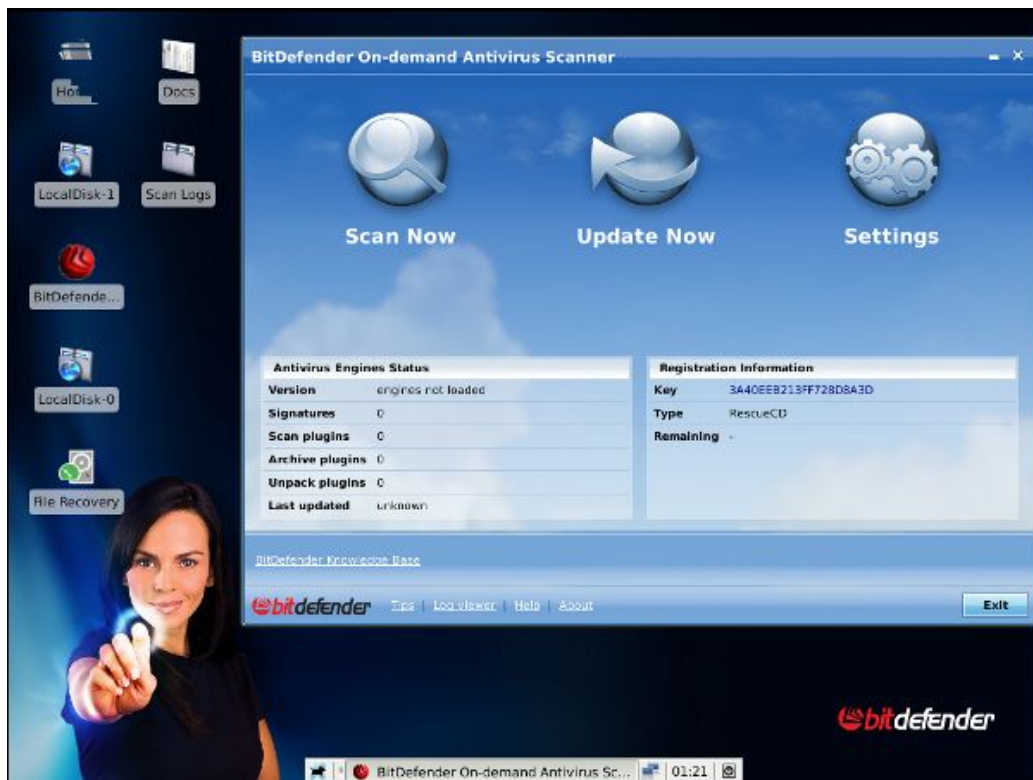 Docs
LocalDisk-1
Scan Logs
BitDefende...
LocalDisk-0
File Recovery
BitDefender On-demand Antivirus Scanner
Scan Now
Update Now
Settings
Antivirus Engines Status
Version engines not loaded
Signatures 0
Scan plugins 0
Archive plugins 0
Unpack plugins 0
Last updated unknown
Registration Information
Key 3A40EEB213FF728D8A3D
Type RescueCD
Remaining -
BitDefender Knowledge Base
bitdefender Tips | Log viewer | Help | About
Exit
bitdefender
BitDefender On-demand Antivirus Sc... 01:21